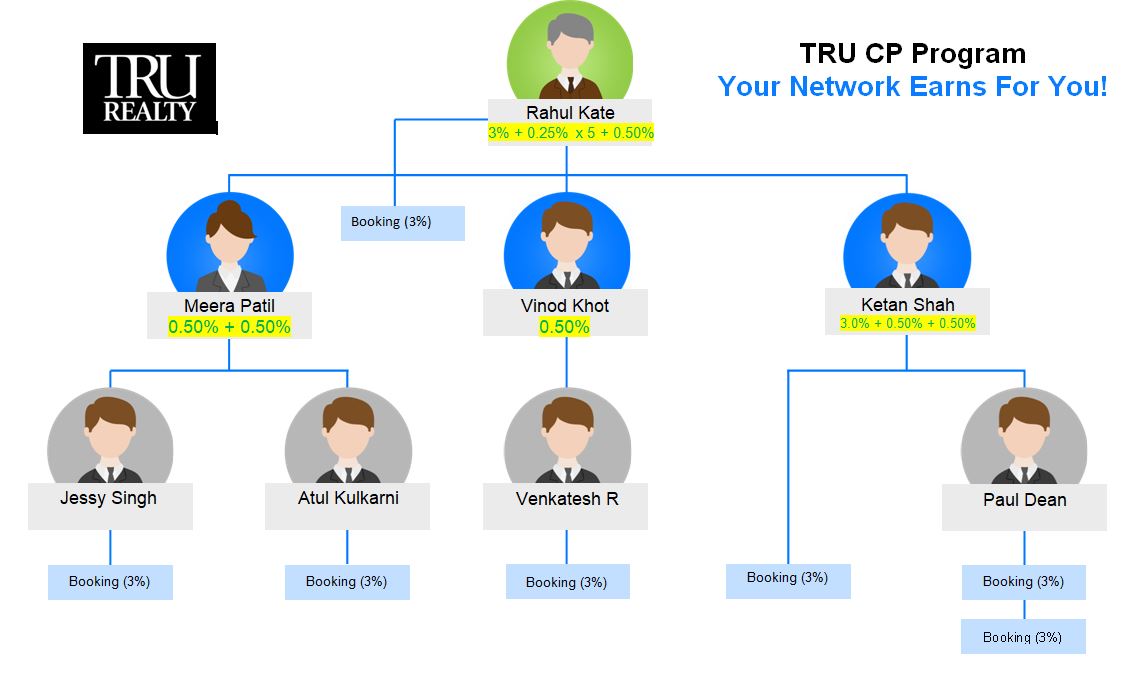 TRU
REALTY
TRU CP Program
Your Network Earns For You!
Rahul Kate
3% + 0.25% x 5 + 0.50%
Booking (3%)
Meera Patil
0.50% + 0.50%
Vinod Khot
0.50%
Ketan Shah
3.0% + 0.50% + 0.50%
Jessy Singh
Atul Kulkarni
Venkatesh R
Paul Dean
Booking (3%)
Booking (3%)
Booking (3%)
Booking (3%)
Booking (3%)
Booking (3%)